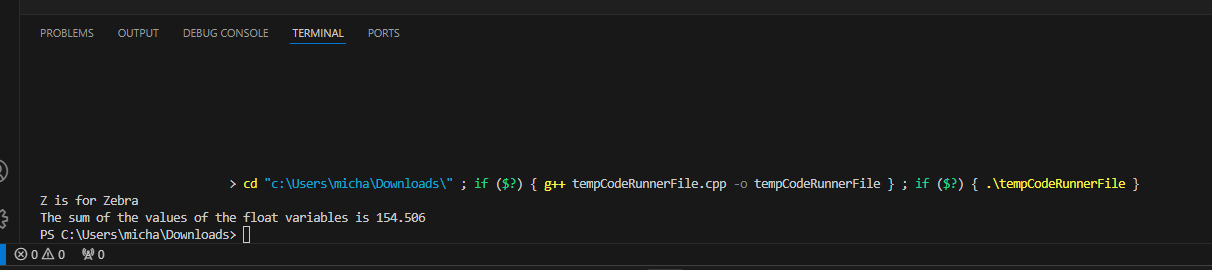 PROBLEMS OUTPUT DEBUG CONSOLE TERMINAL PORTS
> cd "c:\Users\micha\Downloads\" ; if ($?) { g++ tempCodeRunnerFile.cpp -o tempCodeRunnerFile } ; if ($?) { .\tempCodeRunnerFile }
Z is for Zebra
The sum of the values of the float variables is 154.506
PS C:\Users\micha\Downloads>
0 0 0